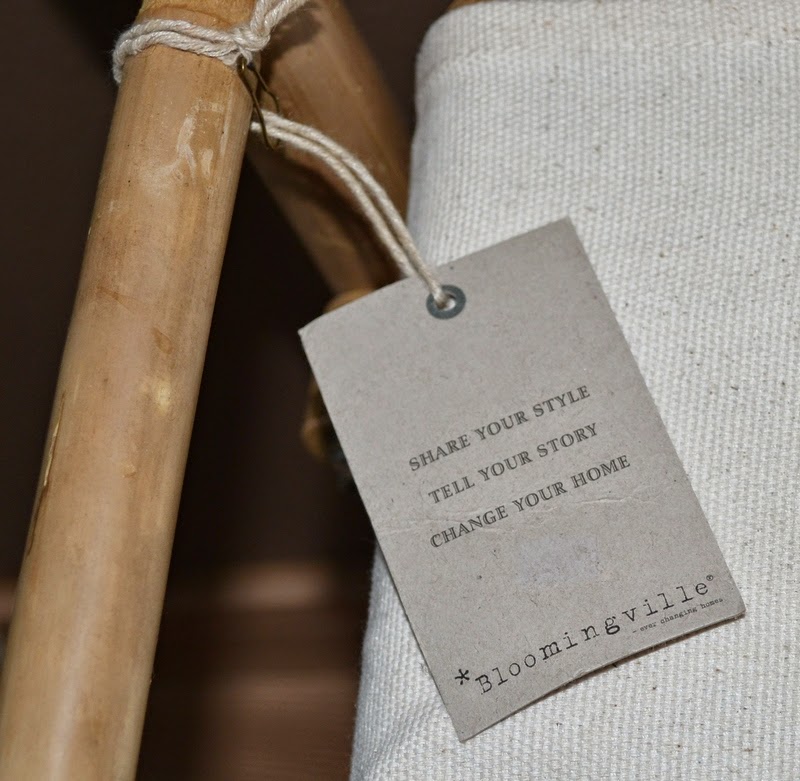 SHARE YOUR STYLE
TELL YOUR STORY
CHANGE YOUR HOME
*Bloomingville®
- ever changing homes